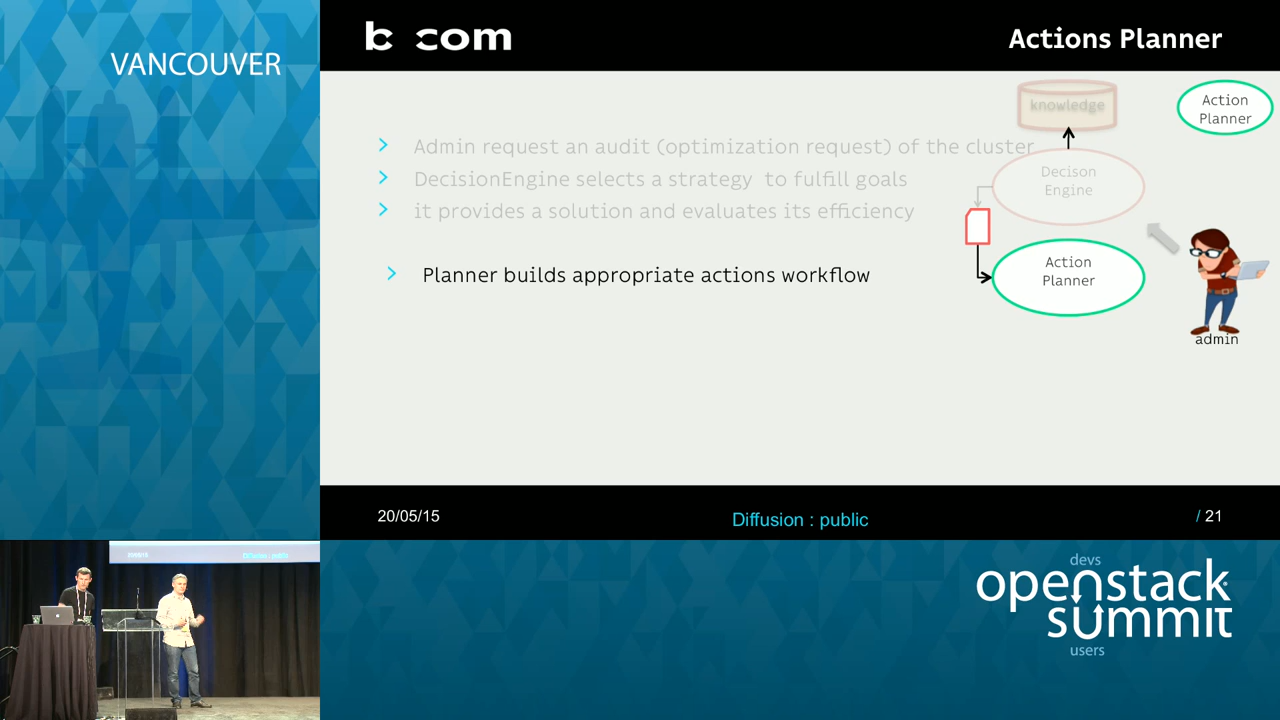 VANCOUVER
b com
Actions Planner
knowledge
Action
Planner
Admin request an audit (optimization request) of the cluster
DecisionEngine selects a strategy to fulfill goals
it provides a solution and evaluates its efficiency
Decison
Engine
Planner builds appropriate actions workflow
Action
Planner
admin
20/05/15
Diffusion : public
/ 21
Diffusion : public
devs
openstack
summit
users